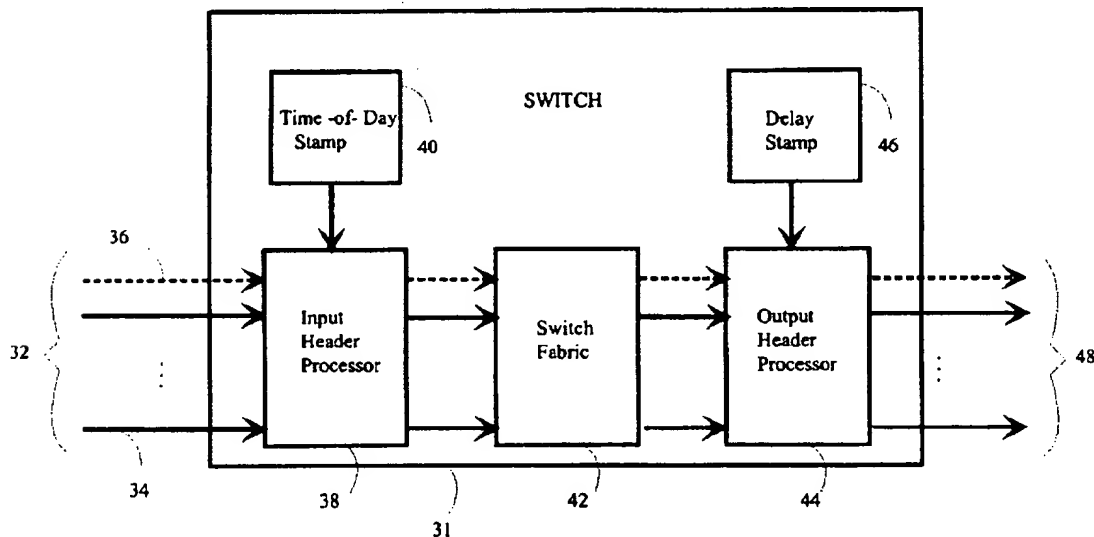 SWITCH
Time -of- Day
Stamp
40
Delay
Stamp
46
36
32
Input
Header
Processor
Switch
Fabric
Output
Header
Processor
48
34
38
31
42
44